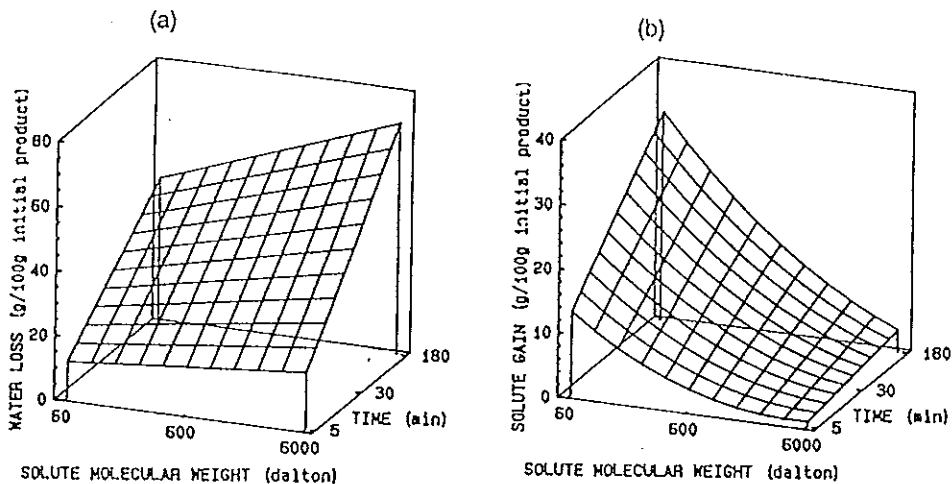 (a)
WATER LOSS (g/100g initial product)
80
60
40
20
0
60
600
6000
5
30
180
TIME (min)
SOLUTE MOLECULAR WEIGHT (dalton)
(b)
SOLUTE GAIN (g/100g initial product)
40
30
20
10
0
60
600
6000
5
30
180
TIME (min)
SOLUTE MOLECULAR WEIGHT (dalton)